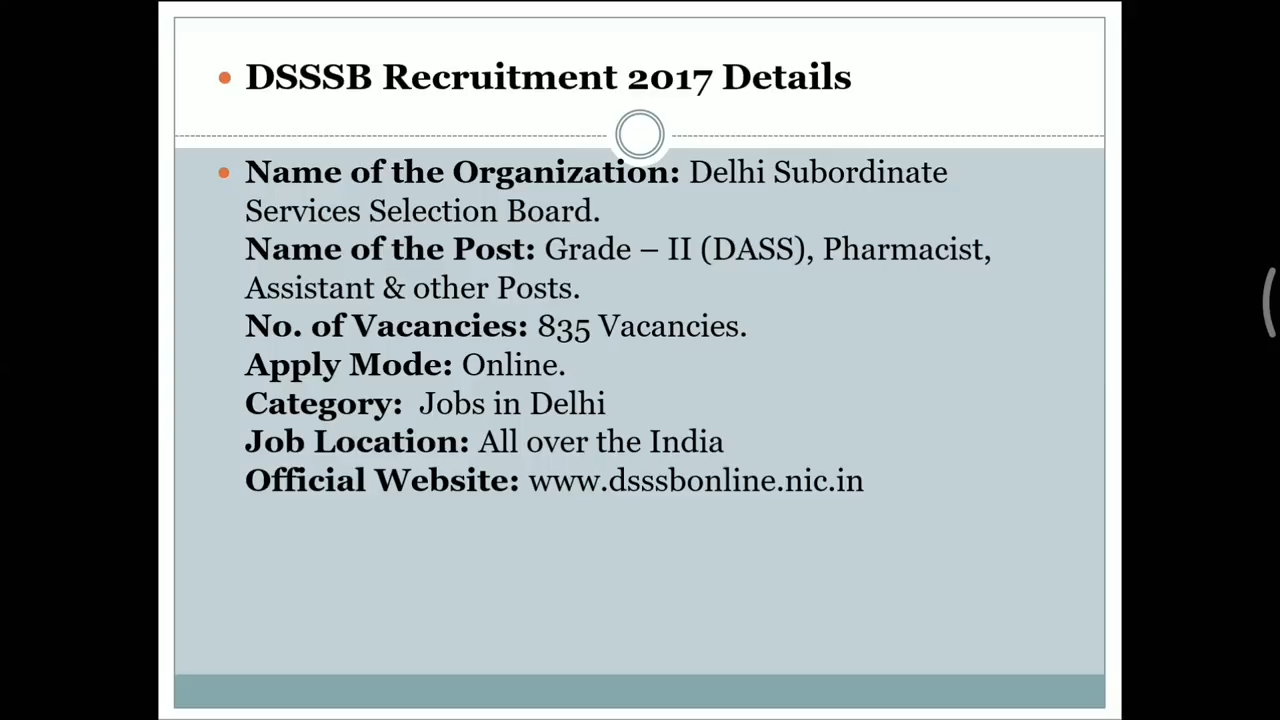 DSSSB Recruitment 2017 Details
Name of the Organization: Delhi Subordinate
Services Selection Board.
Name of the Post: Grade – II (DASS), Pharmacist,
Assistant & other Posts.
No. of Vacancies: 835 Vacancies.
Apply Mode: Online.
Category:  Jobs in Delhi
Job Location: All over the India
Official Website: www.dsssbonline.nic.in